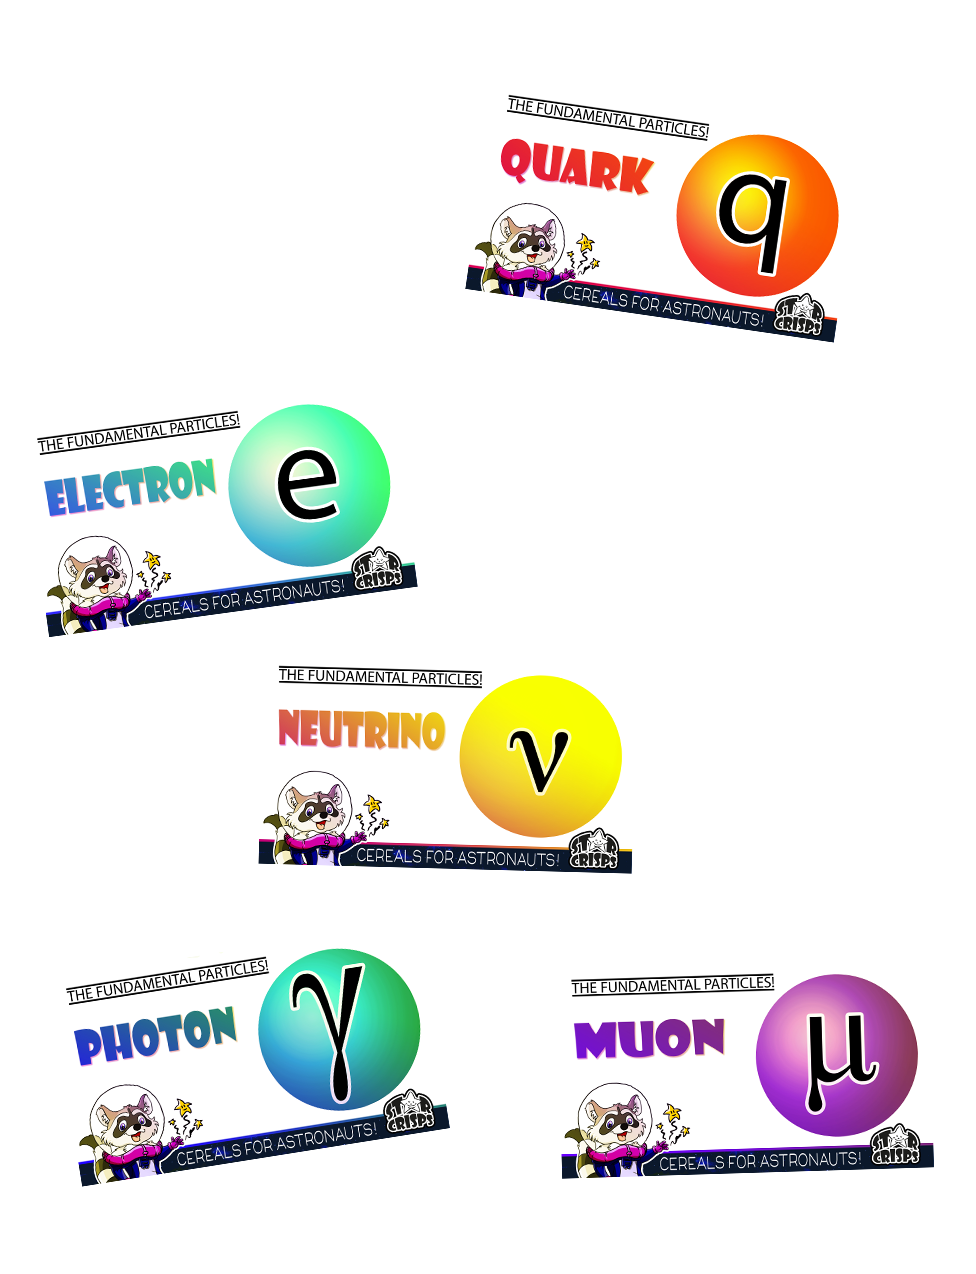 THE FUNDAMENTAL PARTICLES!
QUARK
q
CEREALS FOR ASTRONAUTS!
STAR
CRISPS
THE FUNDAMENTAL PARTICLES!
ELECTRON
e
CEREALS FOR ASTRONAUTS!
STAR
CRISPS
THE FUNDAMENTAL PARTICLES!
NEUTRINO
ν
CEREALS FOR ASTRONAUTS!
STAR
CRISPS
THE FUNDAMENTAL PARTICLES!
PHOTON
γ
CEREALS FOR ASTRONAUTS!
STAR
CRISPS
THE FUNDAMENTAL PARTICLES!
MUON
μ
CEREALS FOR ASTRONAUTS!
STAR
CRISPS